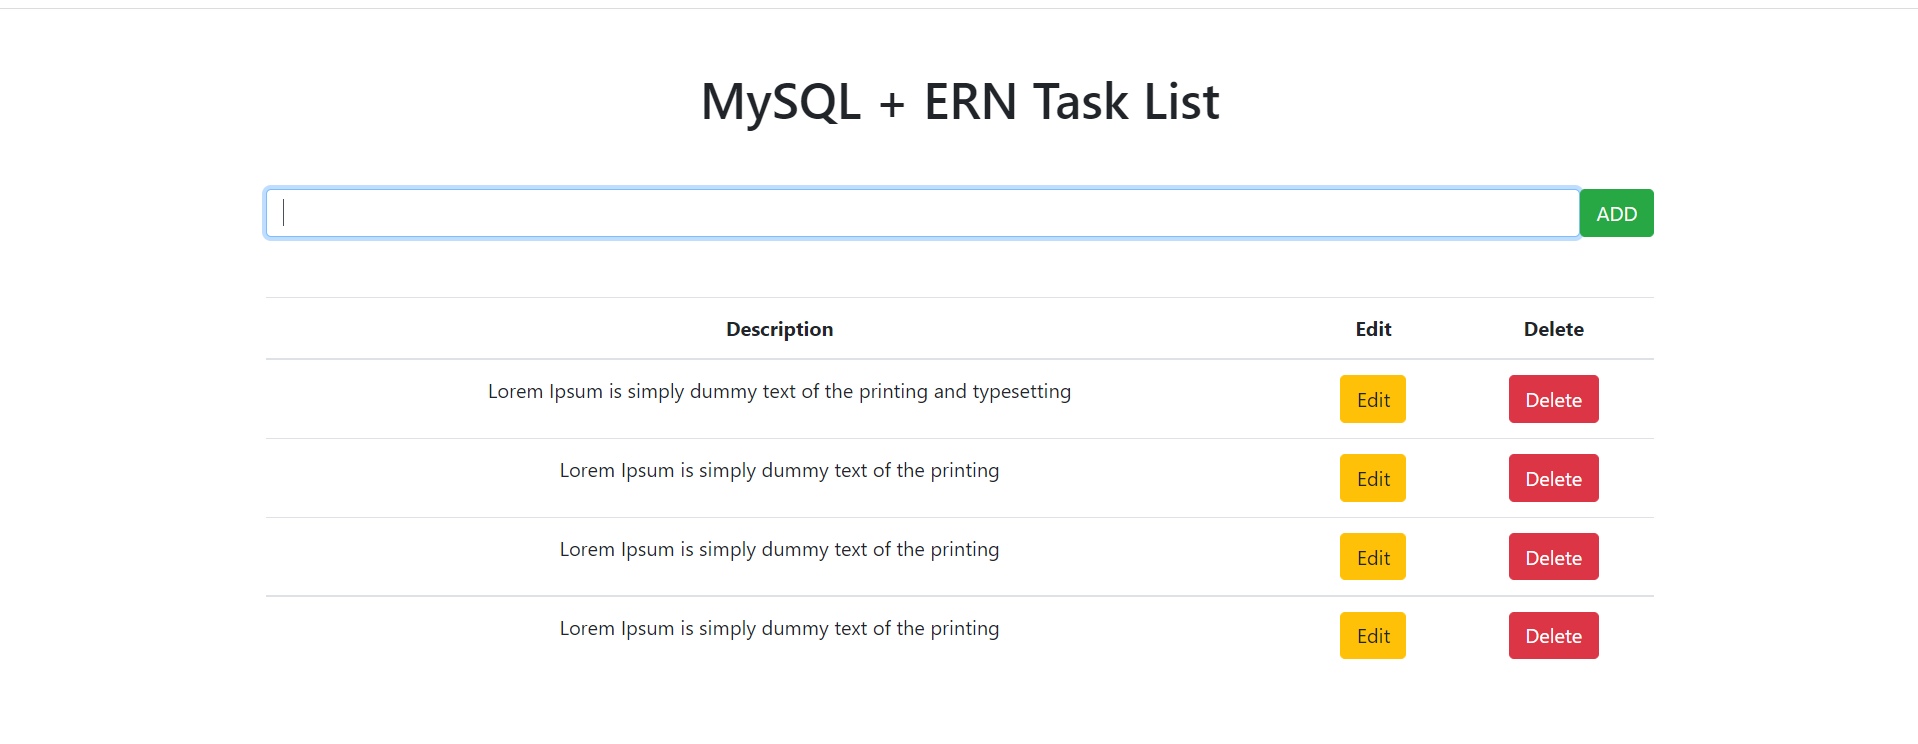 MySQL + ERN Task List
ADD
Description Edit Delete
Lorem Ipsum is simply dummy text of the printing and typesetting Edit Delete
Lorem Ipsum is simply dummy text of the printing Edit Delete
Lorem Ipsum is simply dummy text of the printing Edit Delete
Lorem Ipsum is simply dummy text of the printing Edit Delete